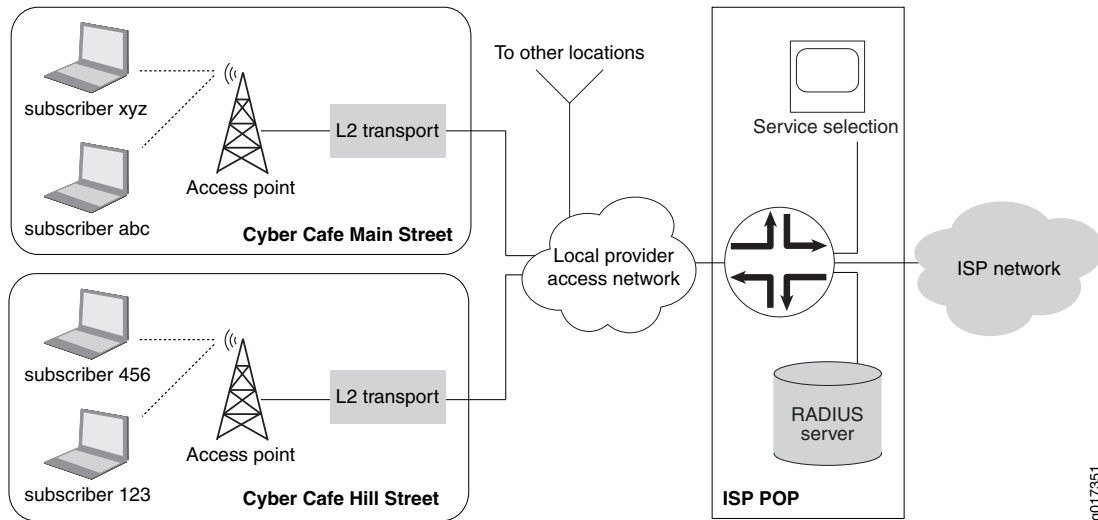 subscriber xyz
subscriber abc
Access point
L2 transport
Cyber Cafe Main Street
subscriber 456
subscriber 123
Access point
L2 transport
Cyber Cafe Hill Street
To other locations
Local provider
access network
Service selection
RADIUS
server
ISP POP
ISP network
g017351